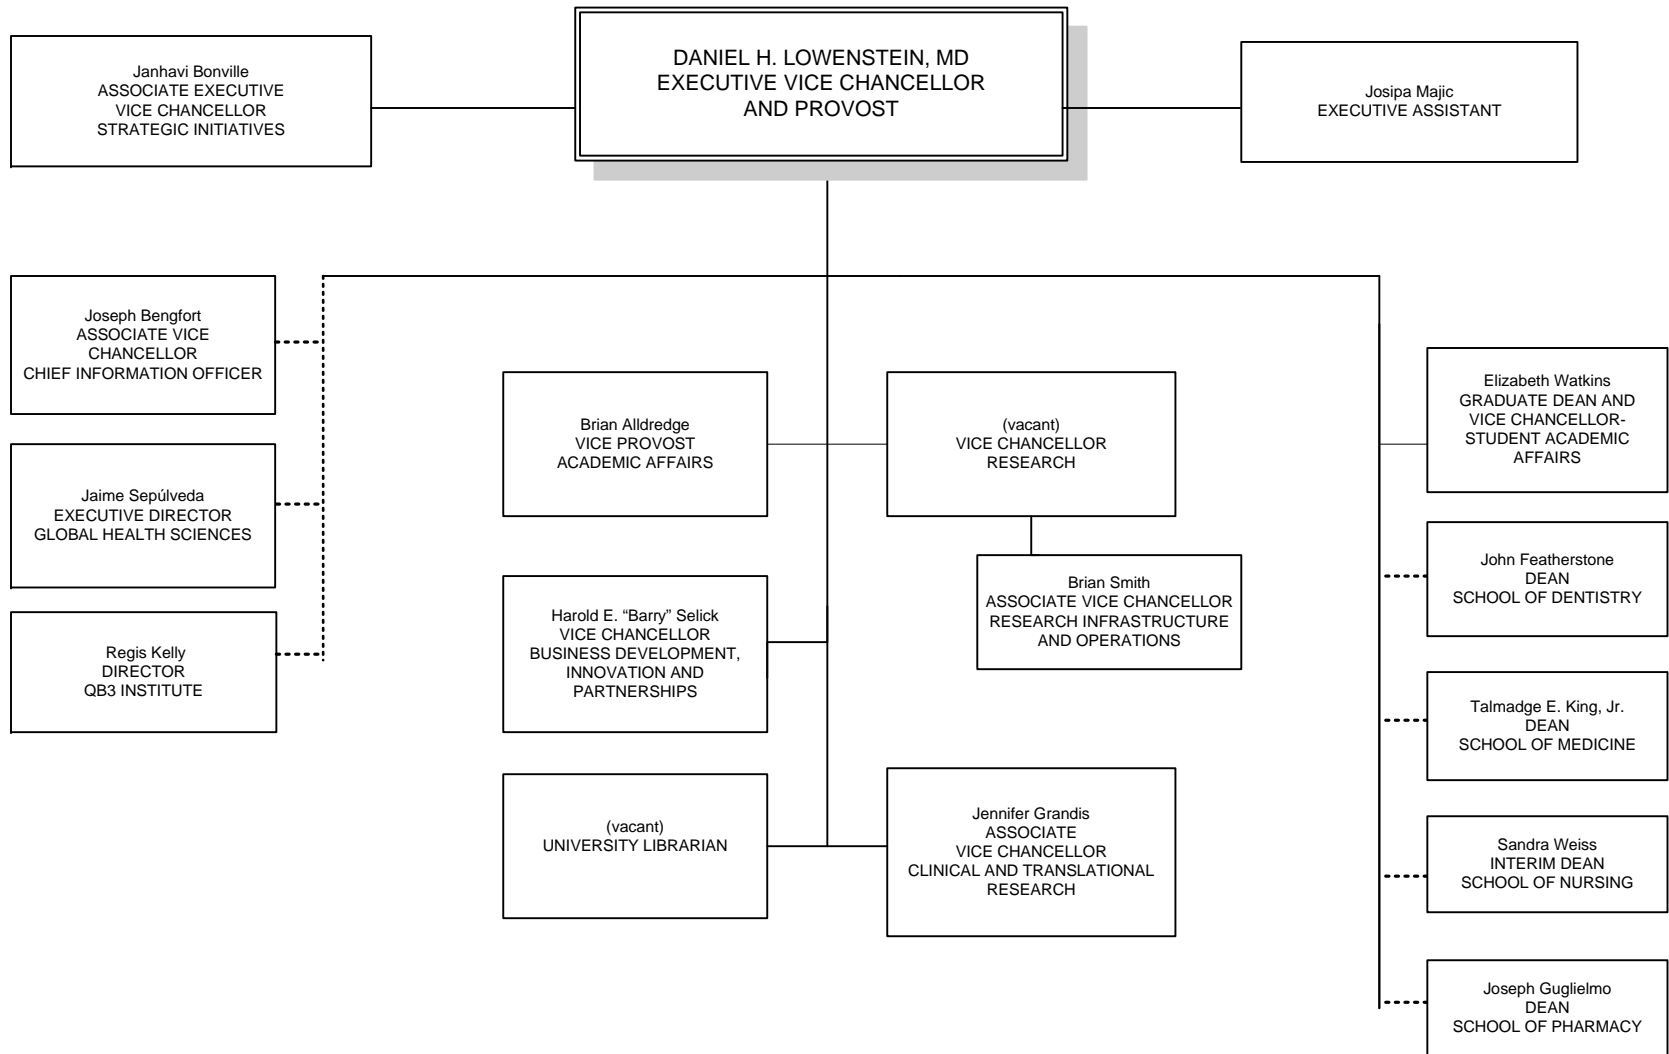 Janhavi Bonville
ASSOCIATE EXECUTIVE
VICE CHANCELLOR
STRATEGIC INITIATIVES
DANIEL H. LOWENSTEIN, MD
EXECUTIVE VICE CHANCELLOR
AND PROVOST
Josipa Majic
EXECUTIVE ASSISTANT
Joseph Bengfort
ASSOCIATE VICE
CHANCELLOR
CHIEF INFORMATION OFFICER
Jaime Sepúlveda
EXECUTIVE DIRECTOR
GLOBAL HEALTH SCIENCES
Regis Kelly
DIRECTOR
QB3 INSTITUTE
Brian Alldredge
VICE PROVOST
ACADEMIC AFFAIRS
(vacant)
VICE CHANCELLOR
RESEARCH
Brian Smith
ASSOCIATE VICE CHANCELLOR
RESEARCH INFRASTRUCTURE
AND OPERATIONS
Harold E. “Barry” Selick
VICE CHANCELLOR
BUSINESS DEVELOPMENT,
INNOVATION AND
PARTNERSHIPS
(vacant)
UNIVERSITY LIBRARIAN
Jennifer Grandis
ASSOCIATE
VICE CHANCELLOR
CLINICAL AND TRANSLATIONAL
RESEARCH
Elizabeth Watkins
GRADUATE DEAN AND
VICE CHANCELLOR-
STUDENT ACADEMIC
AFFAIRS
John Featherstone
DEAN
SCHOOL OF DENTISTRY
Talmadge E. King, Jr.
DEAN
SCHOOL OF MEDICINE
Sandra Weiss
INTERIM DEAN
SCHOOL OF NURSING
Joseph Guglielmo
DEAN
SCHOOL OF PHARMACY